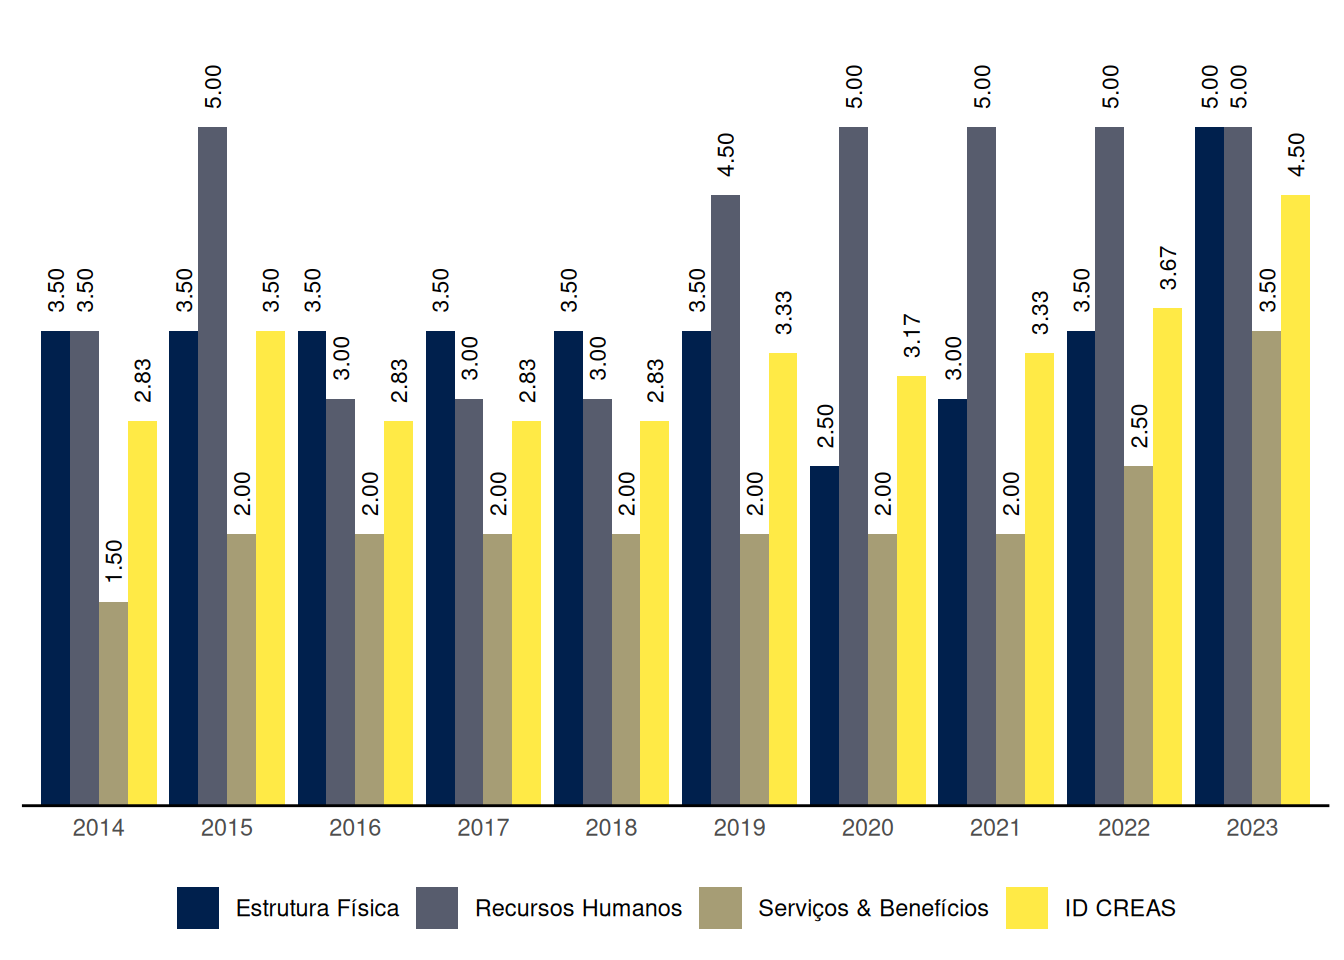 3.50 3.50 1.50 2.83
3.50 5.00 2.00 3.50
3.50 3.00 2.00 2.83
3.50 3.00 2.00 2.83
3.50 3.00 2.00 2.83
3.50 4.50 2.00 3.33
2.50 5.00 2.00 3.17
3.00 5.00 2.00 3.33
3.50 5.00 2.50 3.67
5.00 5.00 3.50 4.50
2014 2015 2016 2017 2018 2019 2020 2021 2022 2023
Estrutura Física Recursos Humanos Serviços & Benefícios ID CREAS